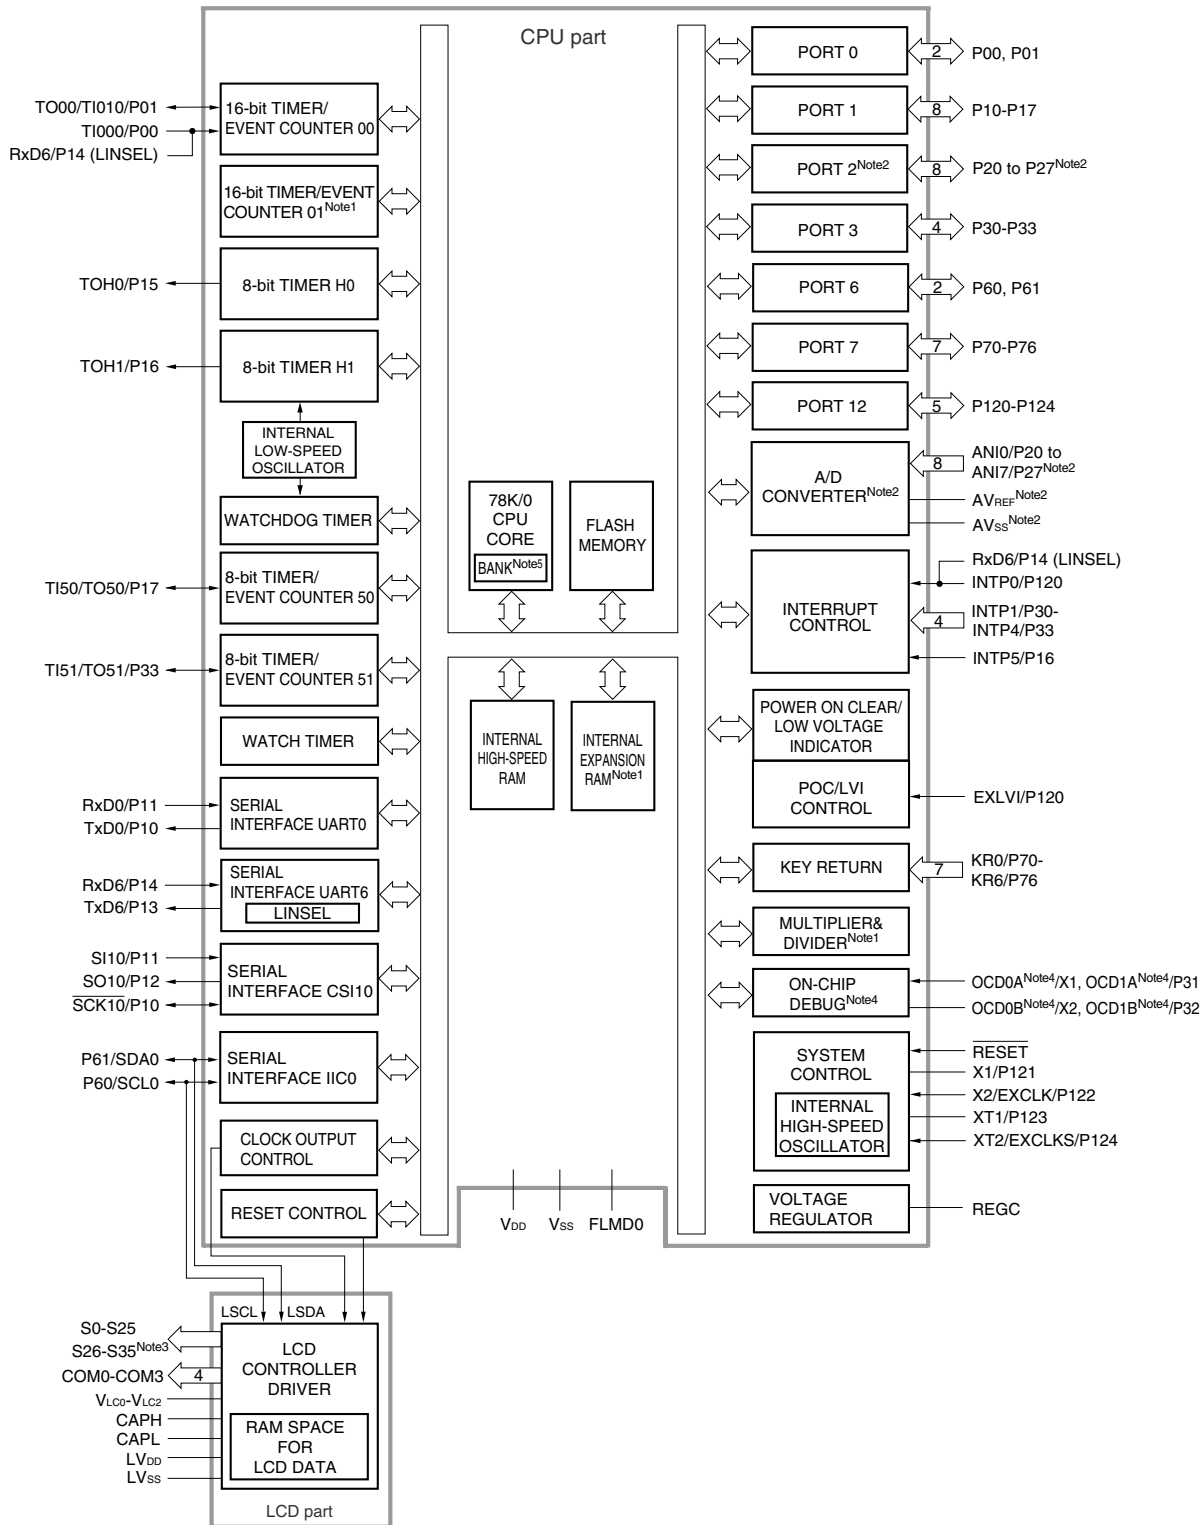 CPU part
TO00/TI010/P01
TI000/P00
RxD6/P14 (LINSEL)
16-bit TIMER/
EVENT COUNTER 00
16-bit TIMER/EVENT
COUNTER 01Note1
TOH0/P15
8-bit TIMER H0
TOH1/P16
8-bit TIMER H1
INTERNAL
LOW-SPEED
OSCILLATOR
WATCHDOG TIMER
TI50/TO50/P17
8-bit TIMER/
EVENT COUNTER 50
TI51/TO51/P33
8-bit TIMER/
EVENT COUNTER 51
WATCH TIMER
RxD0/P11
TxD0/P10
SERIAL
INTERFACE UART0
RxD6/P14
TxD6/P13
SERIAL
INTERFACE UART6
LINSEL
SI10/P11
SO10/P12
SCK10/P10
SERIAL
INTERFACE CSI10
P61/SDA0
P60/SCL0
SERIAL
INTERFACE IIC0
CLOCK OUTPUT
CONTROL
RESET CONTROL
78K/0
CPU
CORE
BANKNote5
FLASH
MEMORY
INTERNAL
HIGH-SPEED
RAM
INTERNAL
EXPANSION
RAMNote1
VDD
VSS
FLMD0
PORT 0
2
P00, P01
PORT 1
8
P10-P17
PORT 2Note2
8
P20 to P27Note2
PORT 3
4
P30-P33
PORT 6
2
P60, P61
PORT 7
7
P70-P76
PORT 12
5
P120-P124
A/D
CONVERTERNote2
8
ANI0/P20 to
ANI7/P27Note2
AVREFNote2
AVSSNote2
INTERRUPT
CONTROL
RxD6/P14 (LINSEL)
INTP0/P120
4
INTP1/P30-
INTP4/P33
INTP5/P16
POWER ON CLEAR/
LOW VOLTAGE
INDICATOR
POC/LVI
CONTROL
EXLVI/P120
KEY RETURN
7
KR0/P70-
KR6/P76
MULTIPLIER&
DIVIDERNote1
ON-CHIP
DEBUGNote4
OCD0ANote4/X1, OCD1ANote4/P31
OCD0BNote4/X2, OCD1BNote4/P32
SYSTEM
CONTROL
INTERNAL
HIGH-SPEED
OSCILLATOR
RESET
X1/P121
X2/EXCLK/P122
XT1/P123
XT2/EXCLKS/P124
VOLTAGE
REGULATOR
REGC
LSCL
LSDA
S0-S25
S26-S35Note3
COM0-COM3
4
VLC0-VLC2
CAPH
CAPL
LVDD
LVSS
LCD
CONTROLLER
DRIVER
RAM SPACE
FOR
LCD DATA
LCD part